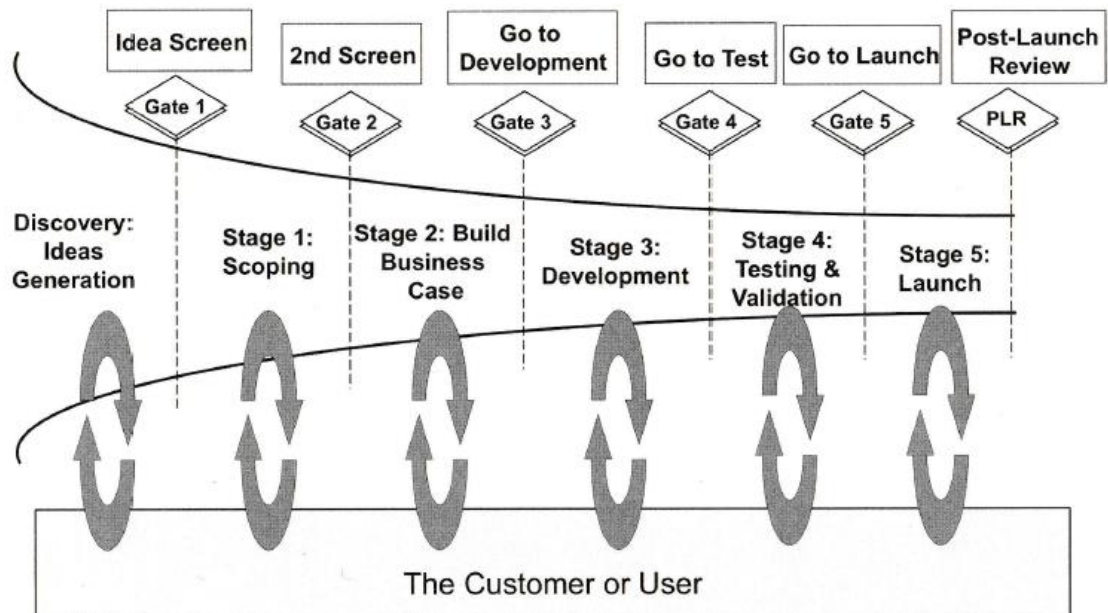 Idea Screen
2nd Screen
Go to
Development
Go to Test
Go to Launch
Post-Launch
Review
Gate 1
Gate 2
Gate 3
Gate 4
Gate 5
PLR
Discovery:
Ideas
Generation
Stage 1:
Scoping
Stage 2: Build
Business
Case
Stage 3:
Development
Stage 4:
Testing &
Validation
Stage 5:
Launch
The Customer or User